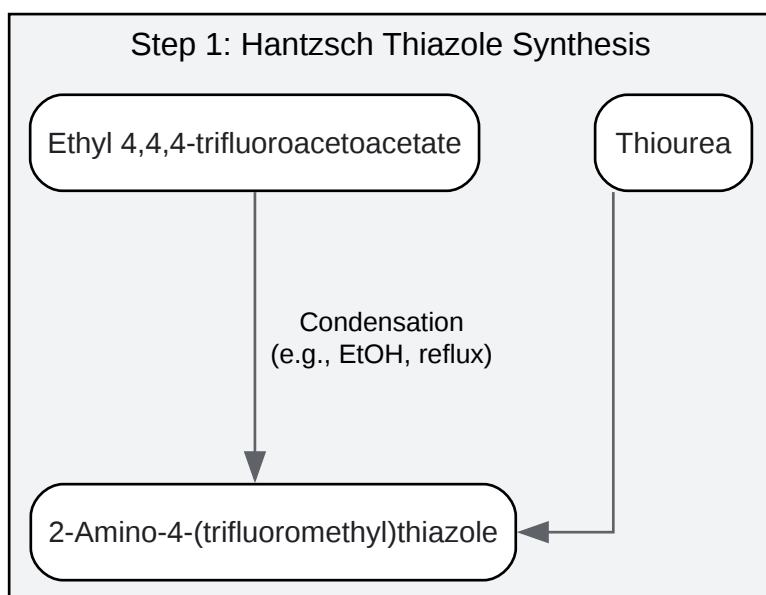 Step 1: Hantzsch Thiazole Synthesis
Ethyl 4,4,4-trifluoroacetoacetate
Thiourea
Condensation
(e.g., EtOH, reflux)
2-Amino-4-(trifluoromethyl)thiazole